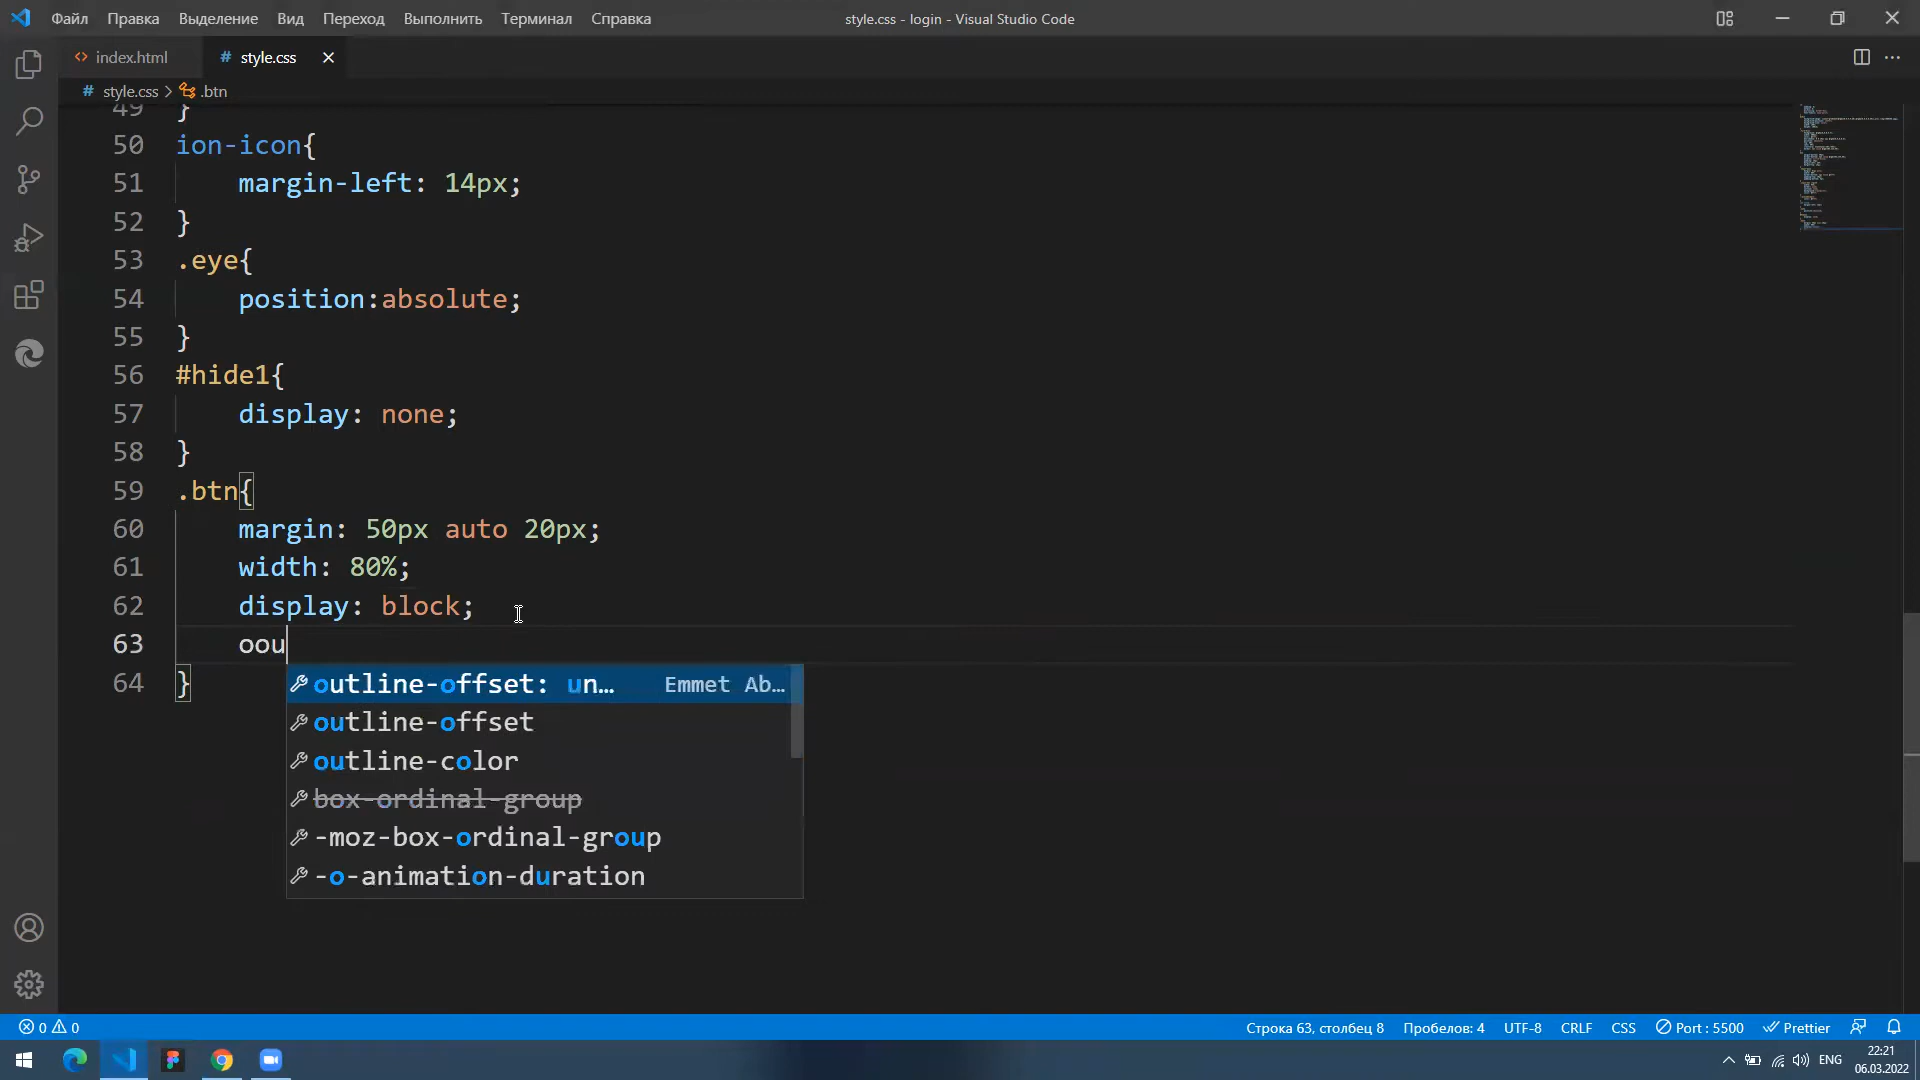 Файл Правка Выделение Вид Переход Выполнить Терминал Справка style.css - login - Visual Studio Code
index.html # style.css
# style.css > .btn
49 }
50 ion-icon{
51 margin-left: 14px;
52 }
53 .eye{
54 position:absolute;
55 }
56 #hide1{
57 display: none;
58 }
59 .btn{
60 margin: 50px auto 20px;
61 width: 80%;
62 display: block;
63 oou
outline-offset: un… Emmet Ab…
64 }
outline-offset
outline-color
box-ordinal-group
-moz-box-ordinal-group
-o-animation-duration
0 0 Строка 63, столбец 8 Пробелов: 4 UTF-8 CRLF CSS Port : 5500 Prettier
ENG 22:21
06.03.2022